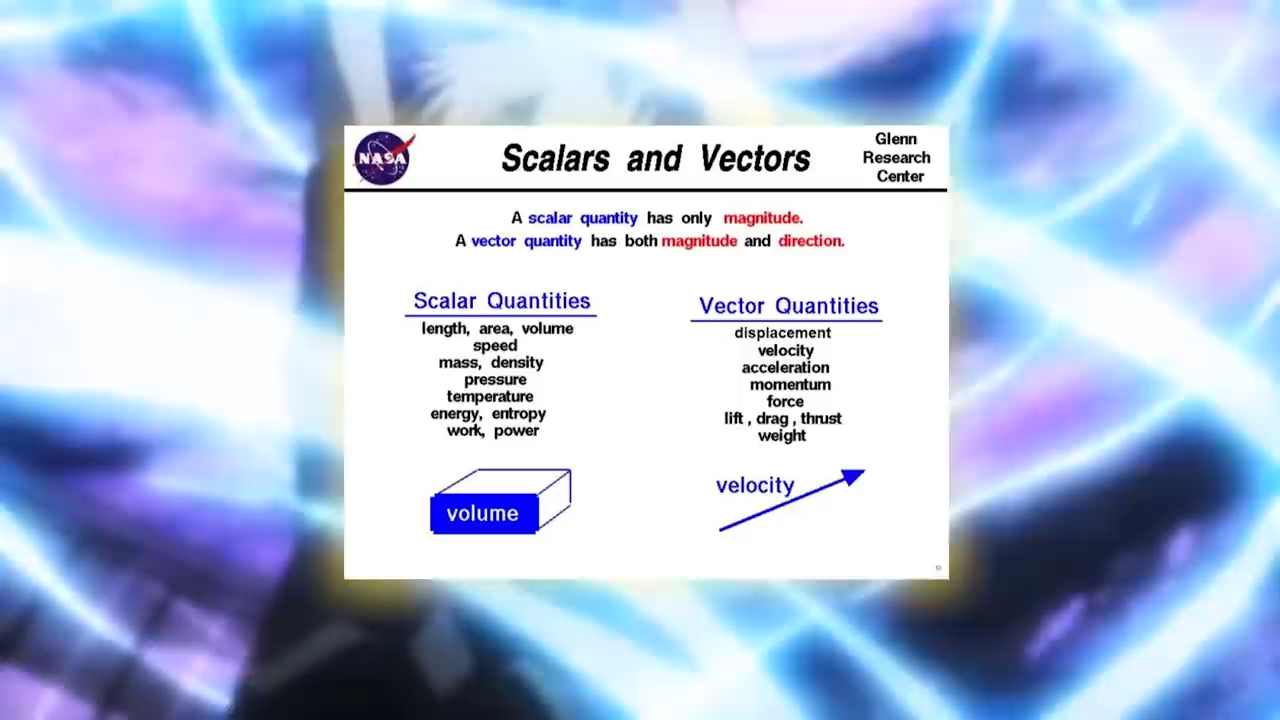 NASA
Scalars and Vectors
Glenn
Research
Center
A scalar quantity has only magnitude.
A vector quantity has both magnitude and direction.
Scalar Quantities
length, area, volume
speed
mass, density
pressure
temperature
energy, entropy
work, power
volume
Vector Quantities
displacement
velocity
acceleration
momentum
force
lift , drag , thrust
weight
velocity